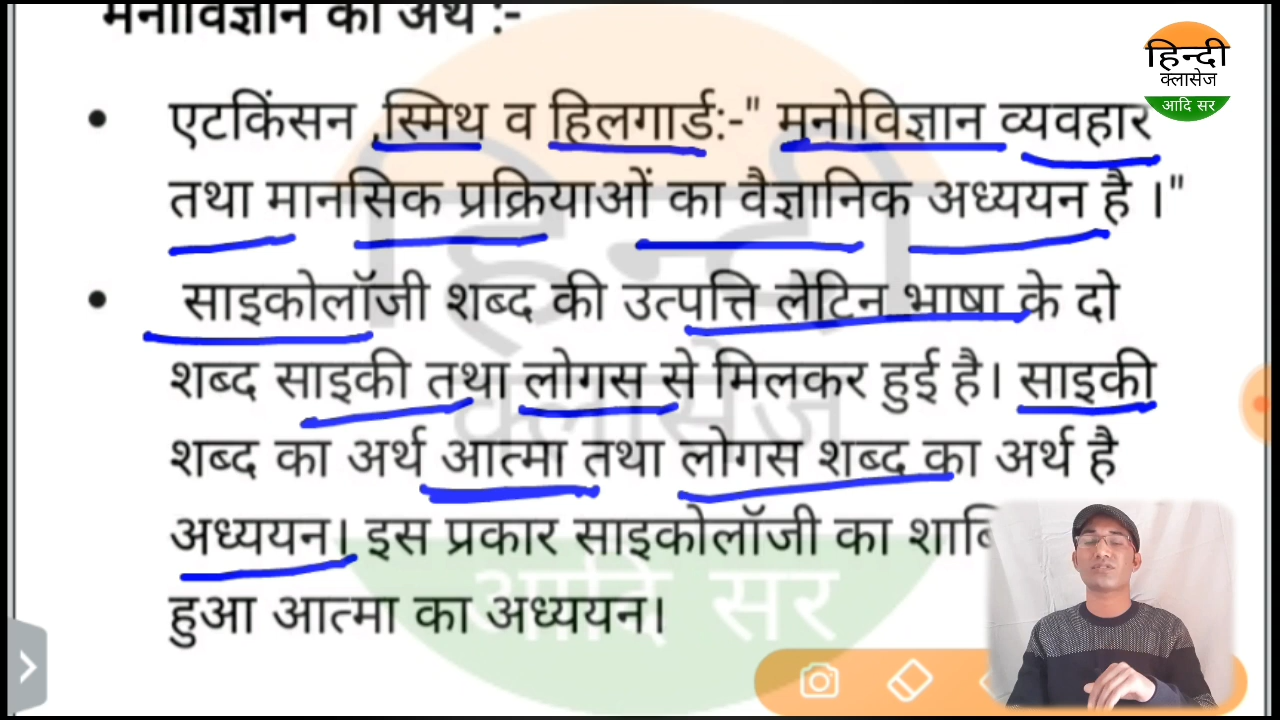 मनोविज्ञान का अर्थ :-
हिन्दी
क्लासेज
आदि सर
• एटकिंसन ,स्मिथ व हिलगार्ड:-" मनोविज्ञान व्यवहार
तथा मानसिक प्रक्रियाओं का वैज्ञानिक अध्ययन है ।"
• साइकोलॉजी शब्द की उत्पत्ति लेटिन भाषा के दो
शब्द साइकी तथा लोगस से मिलकर हुई है। साइकी
शब्द का अर्थ आत्मा तथा लोगस शब्द का अर्थ है
अध्ययन। इस प्रकार साइकोलॉजी का
हुआ आत्मा का अध्ययन।
हिन्दी
क्लासेज
आदि सर